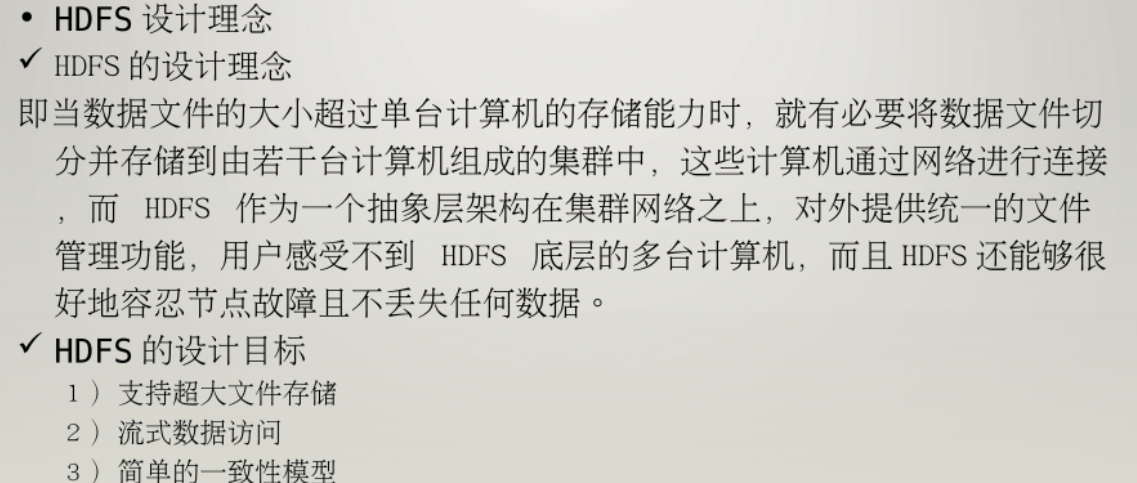 • HDFS 设计理念
✓ HDFS 的设计理念
即当数据文件的大小超过单台计算机的存储能力时，就有必要将数据文件切
分并存储到由若干台计算机组成的集群中，这些计算机通过网络进行连接
，而 HDFS 作为一个抽象层架构在集群网络之上，对外提供统一的文件
管理功能，用户感受不到 HDFS 底层的多台计算机，而且 HDFS 还能够很
好地容忍节点故障且不丢失任何数据。
✓ HDFS 的设计目标
1）支持超大文件存储
2）流式数据访问
3）简单的一致性模型